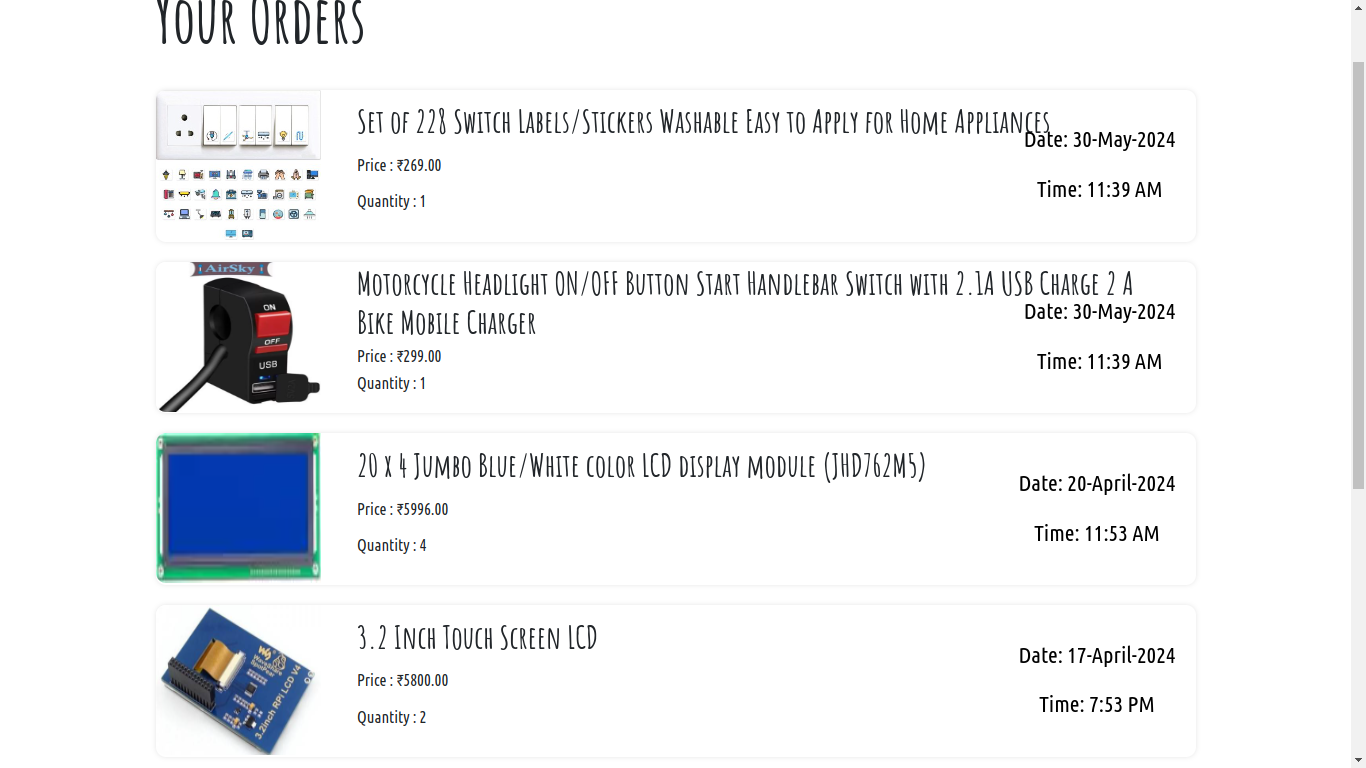 Your Orders
Set of 228 Switch Labels/Stickers Washable Easy to Apply for Home Appliances
Date: 30-May-2024
Price : ₹269.00
Time: 11:39 AM
Quantity : 1
AirSky
ON
OFF
USB
Motorcycle Headlight ON/OFF Button Start Handlebar Switch with 2.1A USB Charge 2 A
Bike Mobile Charger
Date: 30-May-2024
Price : ₹299.00
Time: 11:39 AM
Quantity : 1
20 x 4 Jumbo Blue/White color LCD display module (JHD762M5)
Date: 20-April-2024
Price : ₹5996.00
Time: 11:53 AM
Quantity : 4
WaveShare
SpotPear
3.2inch RPi LCD V4
3.2 Inch Touch Screen LCD
Date: 17-April-2024
Price : ₹5800.00
Time: 7:53 PM
Quantity : 2